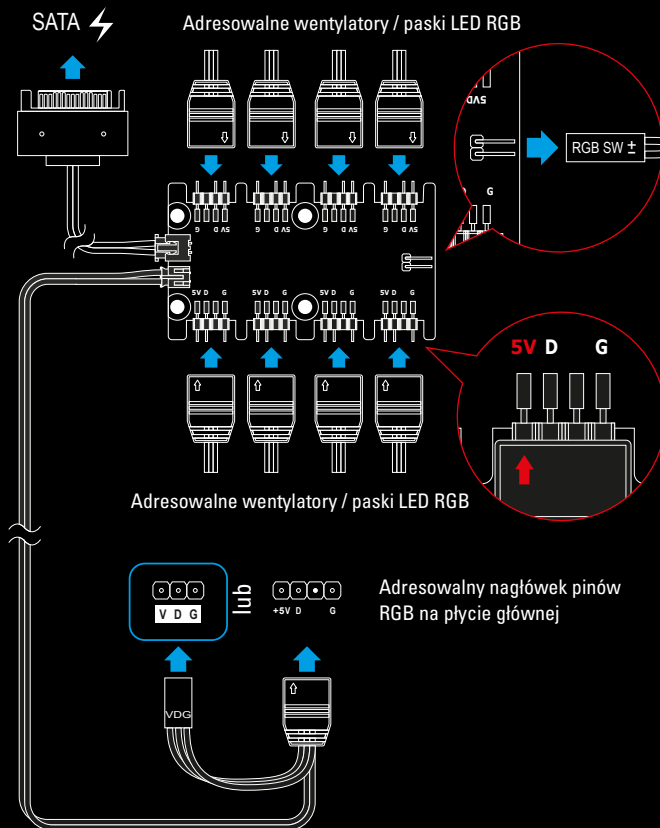 SATA
Adresowalne wentylatory / paski LED RGB
5VD
RGB SW ±
G
G D 5V G D 5V G D 5V G D 5V
5V D G 5V D G 5V D G 5V D G
5V D G
Adresowalne wentylatory / paski LED RGB
V D G
lub
+5V D G
Adresowalny nagłówek pinów
RGB na płycie głównej
VDG